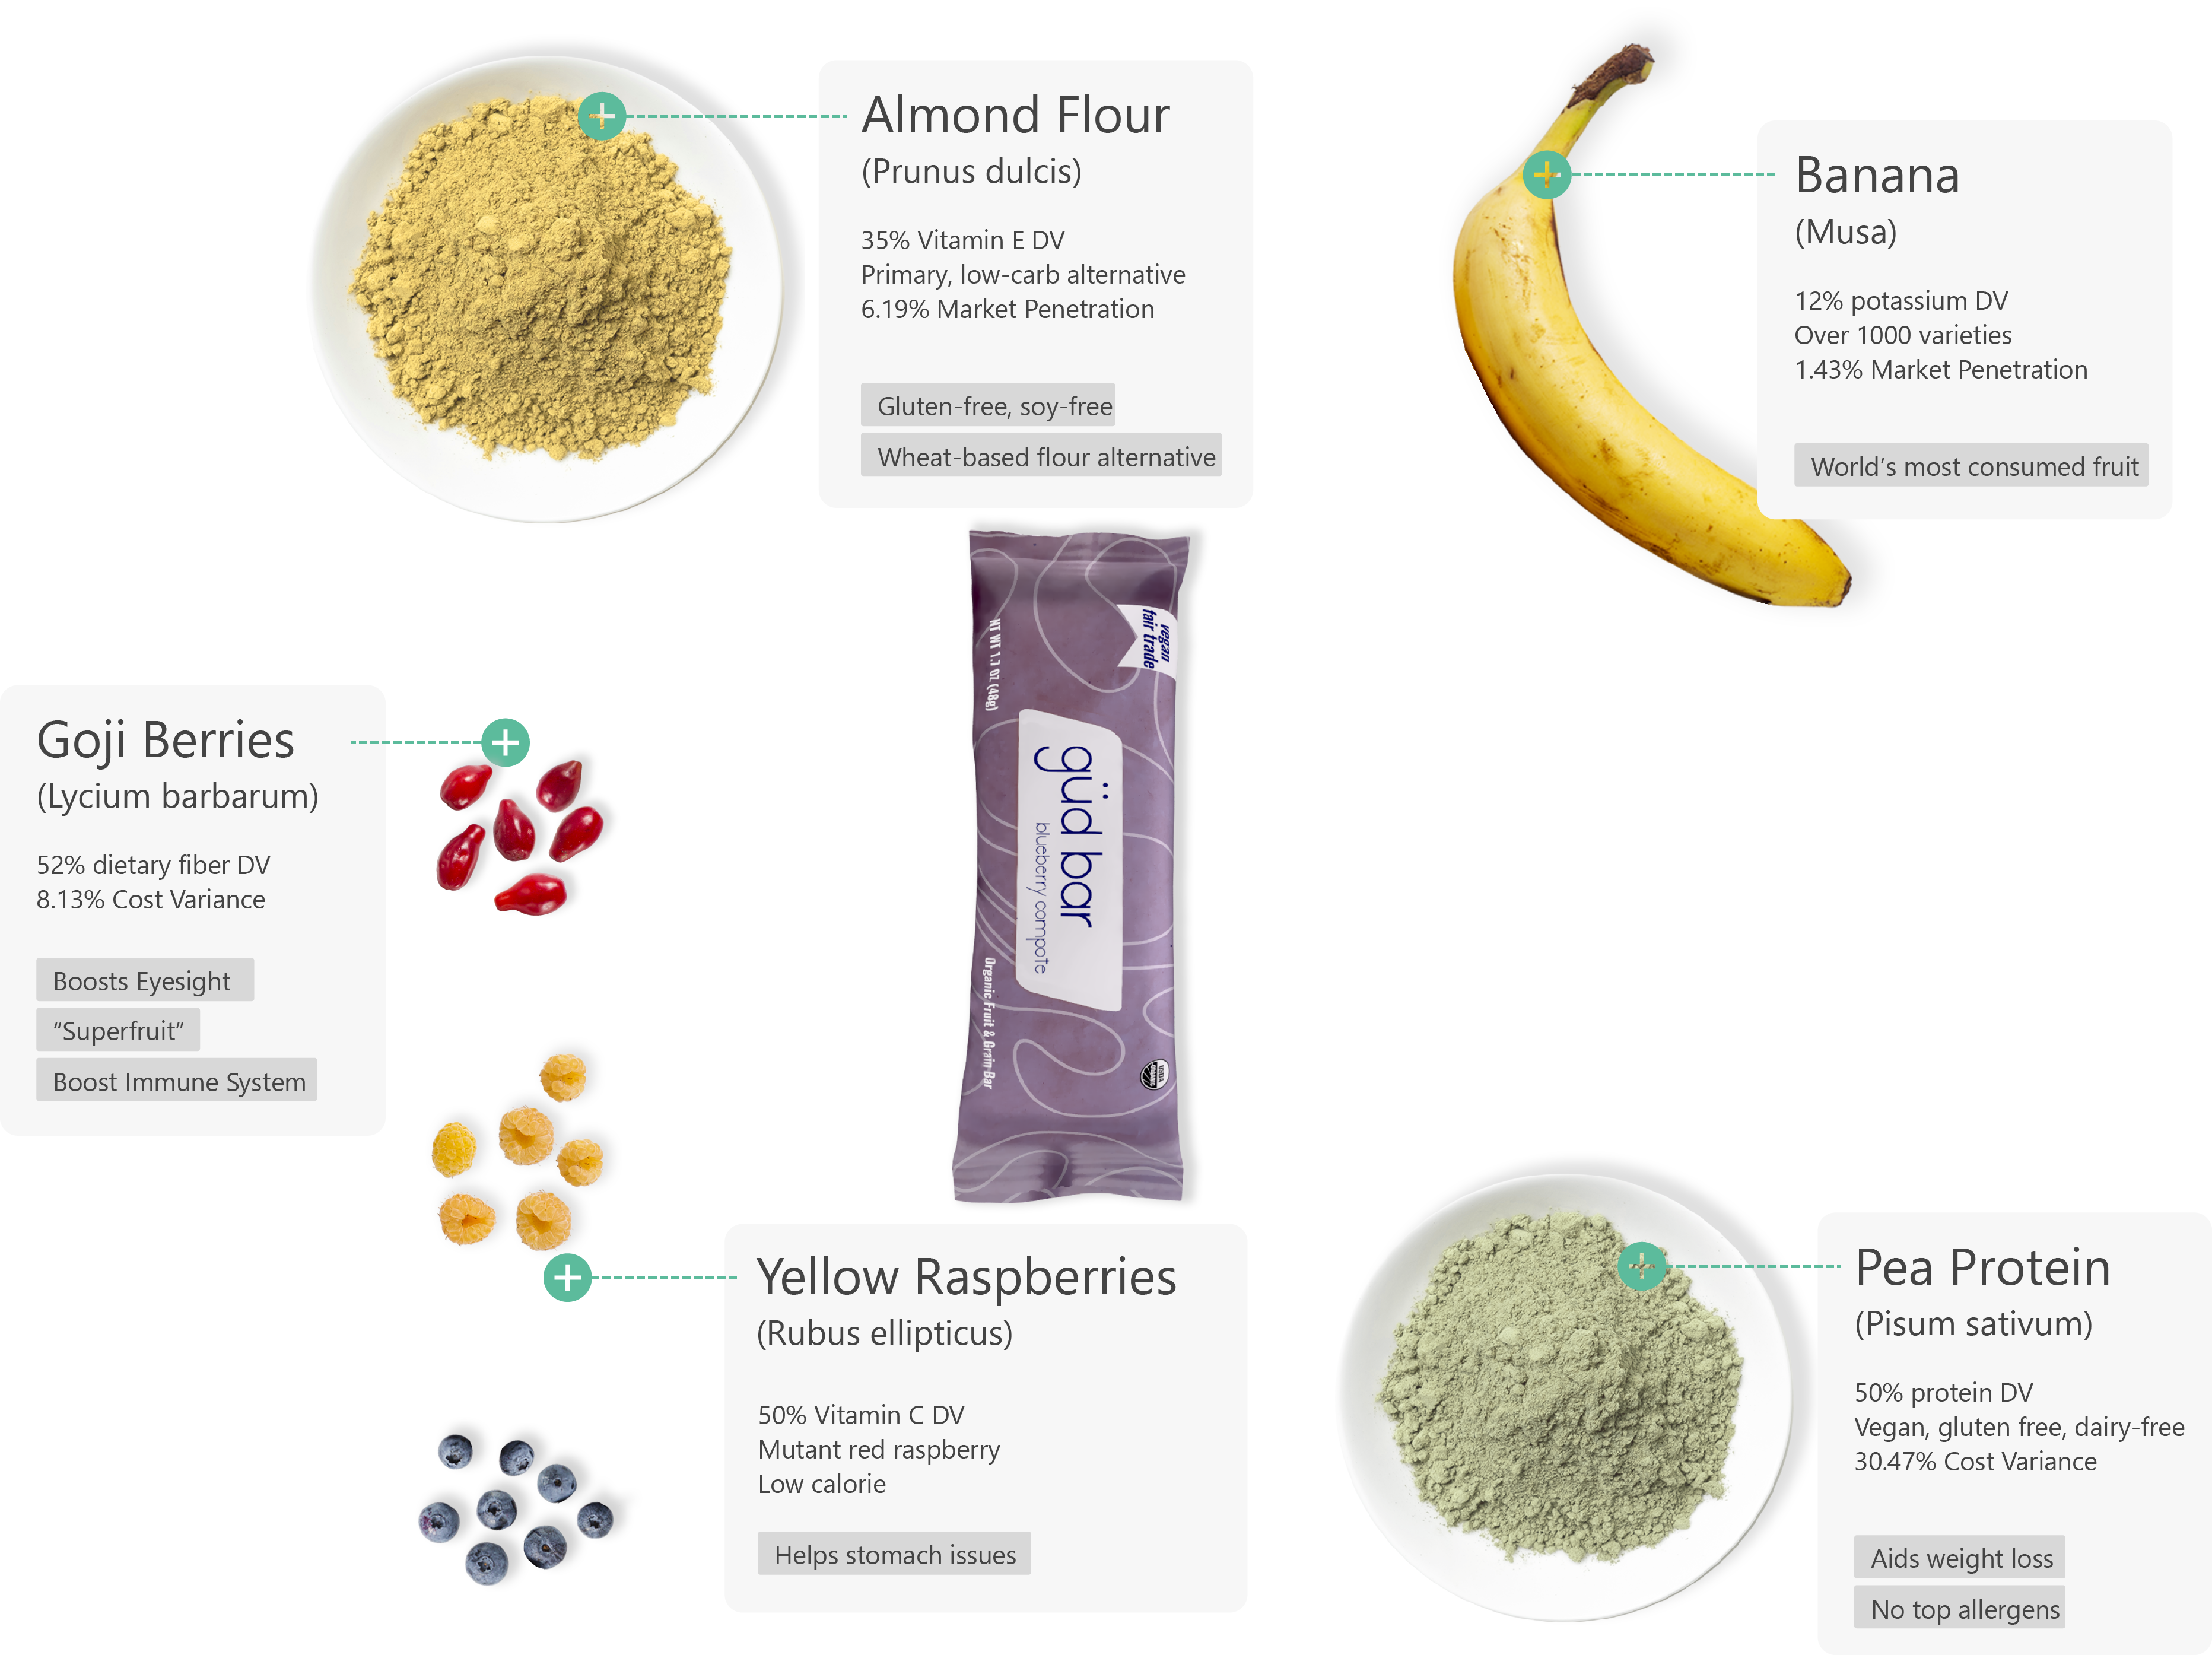 Almond Flour
(Prunus dulcis)
35% Vitamin E DV
Primary, low-carb alternative
6.19% Market Penetration
Gluten-free, soy-free
Wheat-based flour alternative
Banana
(Musa)
12% potassium DV
Over 1000 varieties
1.43% Market Penetration
World’s most consumed fruit
vegan
fair trade
NT WT 1.1 OZ (48g)
güd bar
blueberry compote
Organic Fruit & Grain Bar
USDA
ORGANIC
Goji Berries
(Lycium barbarum)
52% dietary fiber DV
8.13% Cost Variance
Boosts Eyesight
“Superfruit”
Boost Immune System
Yellow Raspberries
(Rubus ellipticus)
50% Vitamin C DV
Mutant red raspberry
Low calorie
Helps stomach issues
Pea Protein
(Pisum sativum)
50% protein DV
Vegan, gluten free, dairy-free
30.47% Cost Variance
Aids weight loss
No top allergens